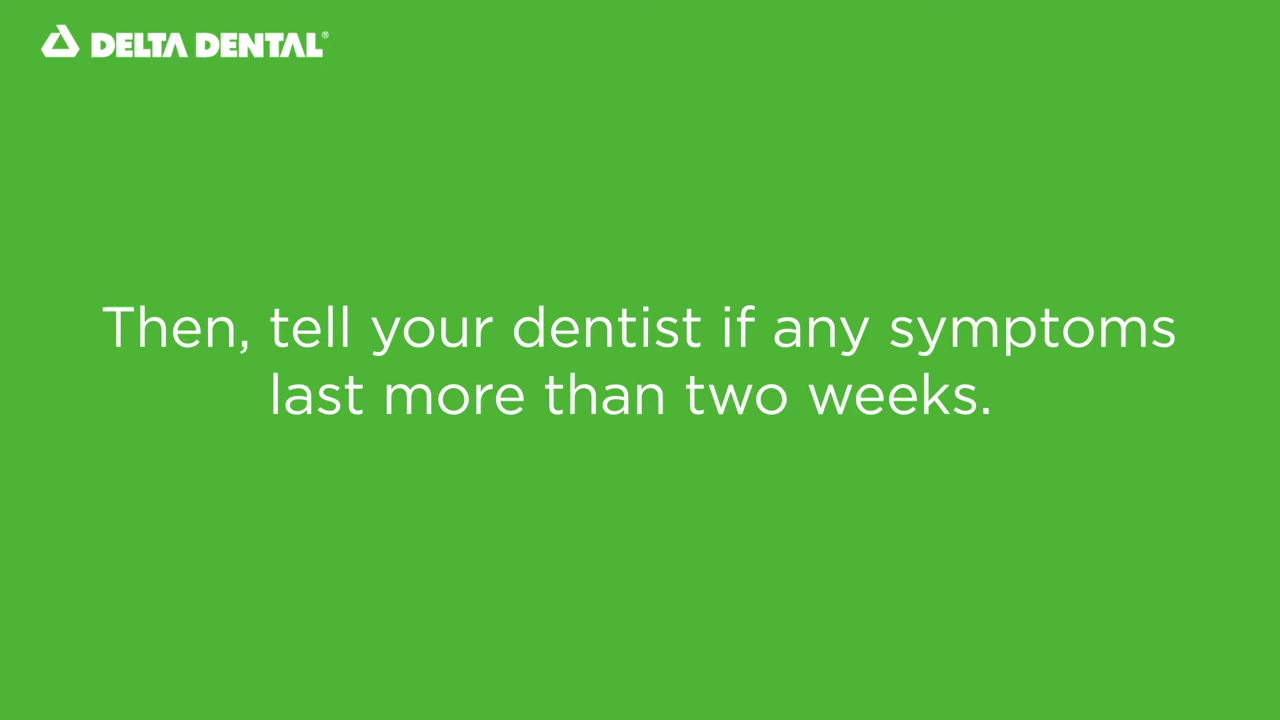 DELTA DENTAL®
Then, tell your dentist if any symptoms
last more than two weeks.